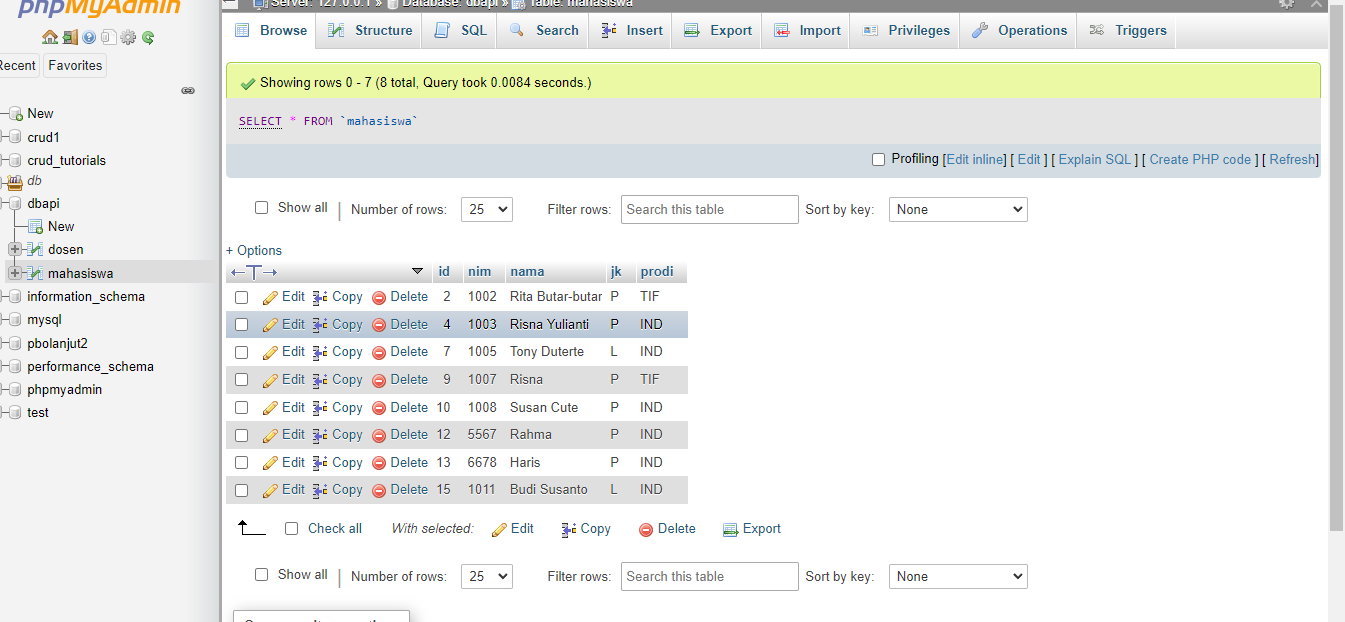 phpMyAdmin
Recent Favorites
New
crud1
crud_tutorials
db
dbapi
New
dosen
mahasiswa
information_schema
mysql
pbolanjut2
performance_schema
phpmyadmin
test
Server: 127.0.0.1 » Database: dbapi » Table: mahasiswa
Browse Structure SQL Search Insert Export Import Privileges Operations Triggers
Showing rows 0 - 7 (8 total, Query took 0.0084 seconds.)
SELECT * FROM `mahasiswa`
Profiling [Edit inline] [ Edit ] [ Explain SQL ] [ Create PHP code ] [ Refresh]
Show all | Number of rows: 25 Filter rows: Search this table Sort by key: None
+ Options
←T→ id nim nama jk prodi
Edit Copy Delete 2 1002 Rita Butar-butar P TIF
Edit Copy Delete 4 1003 Risna Yulianti P IND
Edit Copy Delete 7 1005 Tony Duterte L IND
Edit Copy Delete 9 1007 Risna P TIF
Edit Copy Delete 10 1008 Susan Cute P IND
Edit Copy Delete 12 5567 Rahma P IND
Edit Copy Delete 13 6678 Haris P IND
Edit Copy Delete 15 1011 Budi Susanto L IND
Check all With selected: Edit Copy Delete Export
Show all | Number of rows: 25 Filter rows: Search this table Sort by key: None